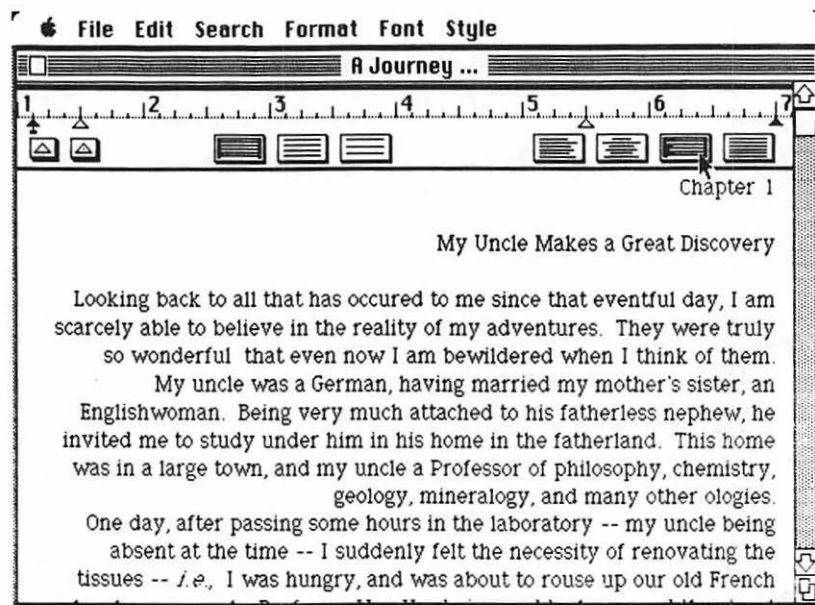 File Edit Search Format Font Style
A Journey ...
1 2 3 4 5 6 7
Chapter 1
My Uncle Makes a Great Discovery
Looking back to all that has occured to me since that eventful day, I am
scarcely able to believe in the reality of my adventures. They were truly
so wonderful that even now I am bewildered when I think of them.
My uncle was a German, having married my mother's sister, an
Englishwoman. Being very much attached to his fatherless nephew, he
invited me to study under him in his home in the fatherland. This home
was in a large town, and my uncle a Professor of philosophy, chemistry,
geology, mineralogy, and many other ologies.
One day, after passing some hours in the laboratory -- my uncle being
absent at the time -- I suddenly felt the necessity of renovating the
tissues -- i.e., I was hungry, and was about to rouse up our old French